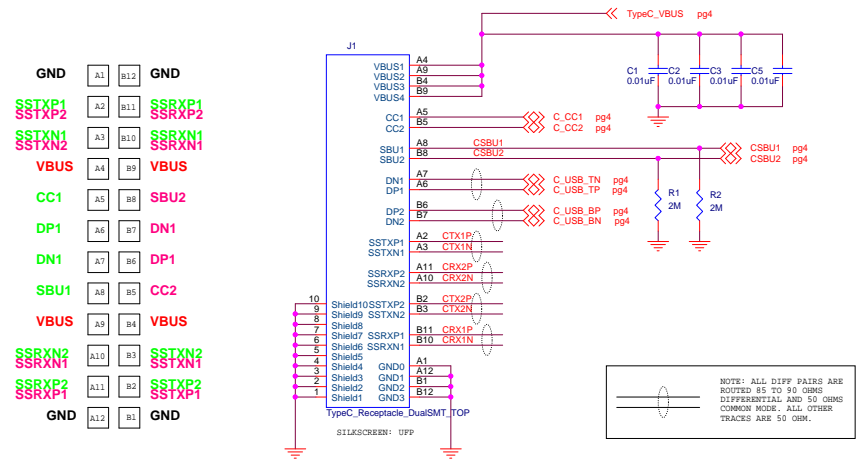 GND A1 B12 GND
SSTXP1 SSRXP1
A2 B11
SSTXP2 SSRXP2
SSTXN1 SSRXN1
A3 B10
SSTXN2 SSRXN1
VBUS A4 B9 VBUS
CC1 A5 B8 SBU2
DP1 A6 B7 DN1
DN1 A7 B6 DP1
SBU1 A8 B5 CC2
VBUS A9 B4 VBUS
SSRXN2 SSTXN2
A10 B3
SSRXN1 SSTXN1
SSRXP2 SSTXP2
A11 B2
SSRXP1 SSTXP1
GND A12 B1 GND
J1
VBUS1 A4
VBUS2 A9
VBUS3 B4
VBUS4 B9
CC1 A5
CC2 B5
SBU1 A8 CSBU1
SBU2 B8 CSBU2
DN1 A7
DP1 A6
DP2 B6
DN2 B7
SSTXP1 A2 CTX1P
SSTXN1 A3 CTX1N
SSRXP2 A11 CRX2P
SSRXN2 A10 CRX2N
10 Shield10 SSTXP2 B2 CTX2P
9 Shield9 SSTXN2 B3 CTX2N
8 Shield8
7 Shield7 SSRXP1 B11 CRX1P
6 Shield6 SSRXN1 B10 CRX1N
5 Shield5
4 Shield4 GND0 A1
3 Shield3 GND1 A12
2 Shield2 GND2 B1
1 Shield1 GND3 B12
TypeC_Receptacle_DualSMT_TOP
SILKSCREEN: UFP
TypeC_VBUS pg4
C1 C2 C3 C5
0.01uF 0.01uF 0.01uF 0.01uF
C_CC1 pg4
C_CC2 pg4
CSBU1 pg4
CSBU2 pg4
C_USB_TN pg4
C_USB_TP pg4
C_USB_BP pg4
C_USB_BN pg4
R1
2M
R2
2M
NOTE: ALL DIFF PAIRS ARE
ROUTED 85 TO 90 OHMS
DIFFERENTIAL AND 50 OHMS
COMMON MODE. ALL OTHER
TRACES ARE 50 OHM.